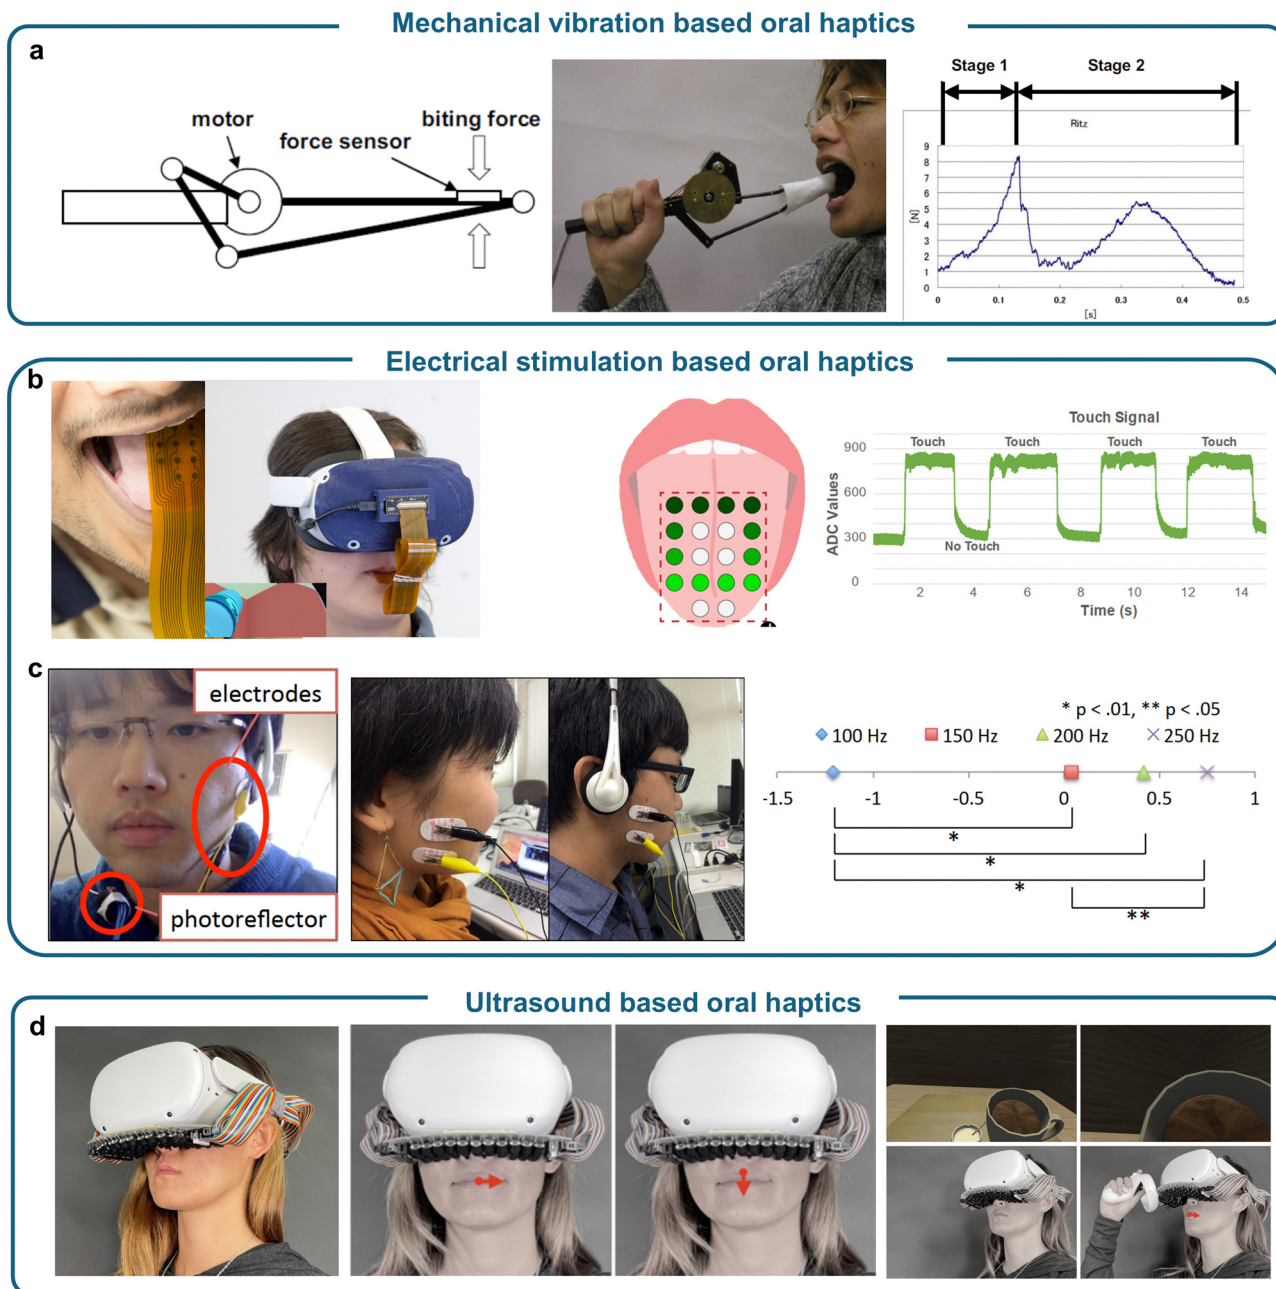 Mechanical vibration based oral haptics
a
motor
force sensor
biting force
Stage 1
Stage 2
Ritz
9
8
7
6
5
4
3
2
1
0
[N]
0 0.1 0.2 0.3 0.4 0.5
[s]
Electrical stimulation based oral haptics
b
Touch Signal
Touch Touch Touch Touch
900
600
300
0
ADC Values
No Touch
2 4 6 8 10 12 14
Time (s)
c
electrodes
photoreflector
* p < .01, ** p < .05
100 Hz 150 Hz 200 Hz 250 Hz
-1.5 -1 -0.5 0 0.5 1
*
*
*
**
Ultrasound based oral haptics
d